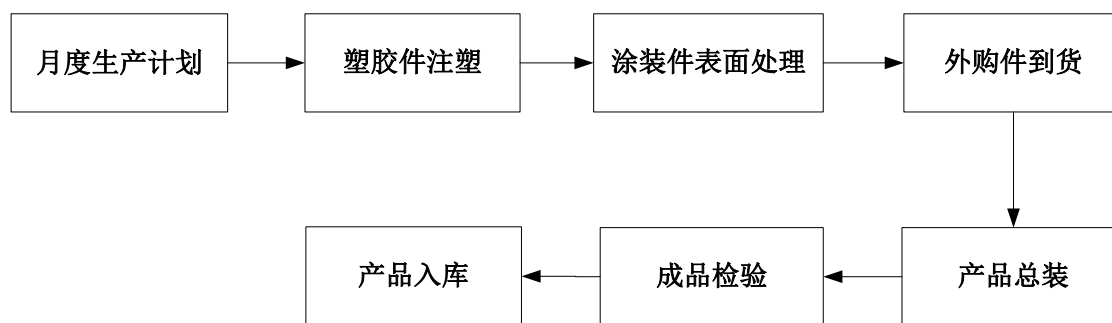 月度生产计划
塑胶件注塑
涂装件表面处理
外购件到货
产品总装
成品检验
产品入库